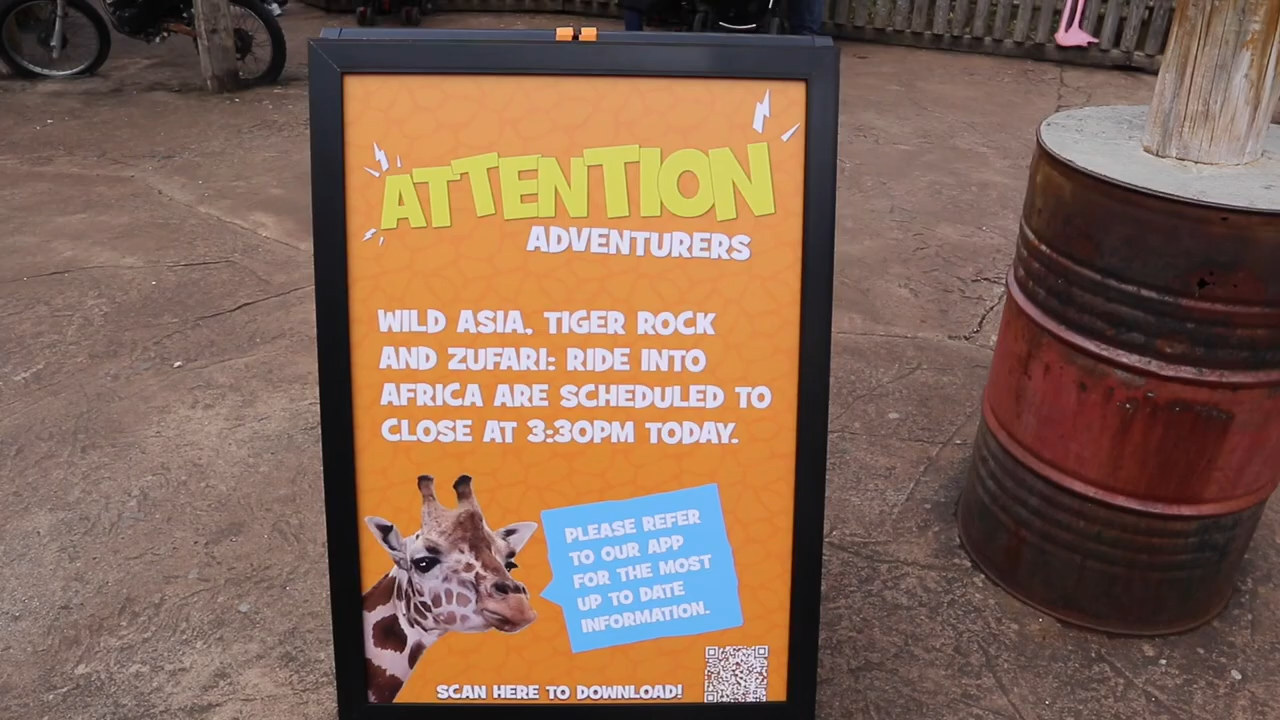 ATTENTION
ADVENTURERS
WILD ASIA, TIGER ROCK
AND ZUFARI: RIDE INTO
AFRICA ARE SCHEDULED TO
CLOSE AT 3:30PM TODAY.
PLEASE REFER
TO OUR APP
FOR THE MOST
UP TO DATE
INFORMATION.
SCAN HERE TO DOWNLOAD!